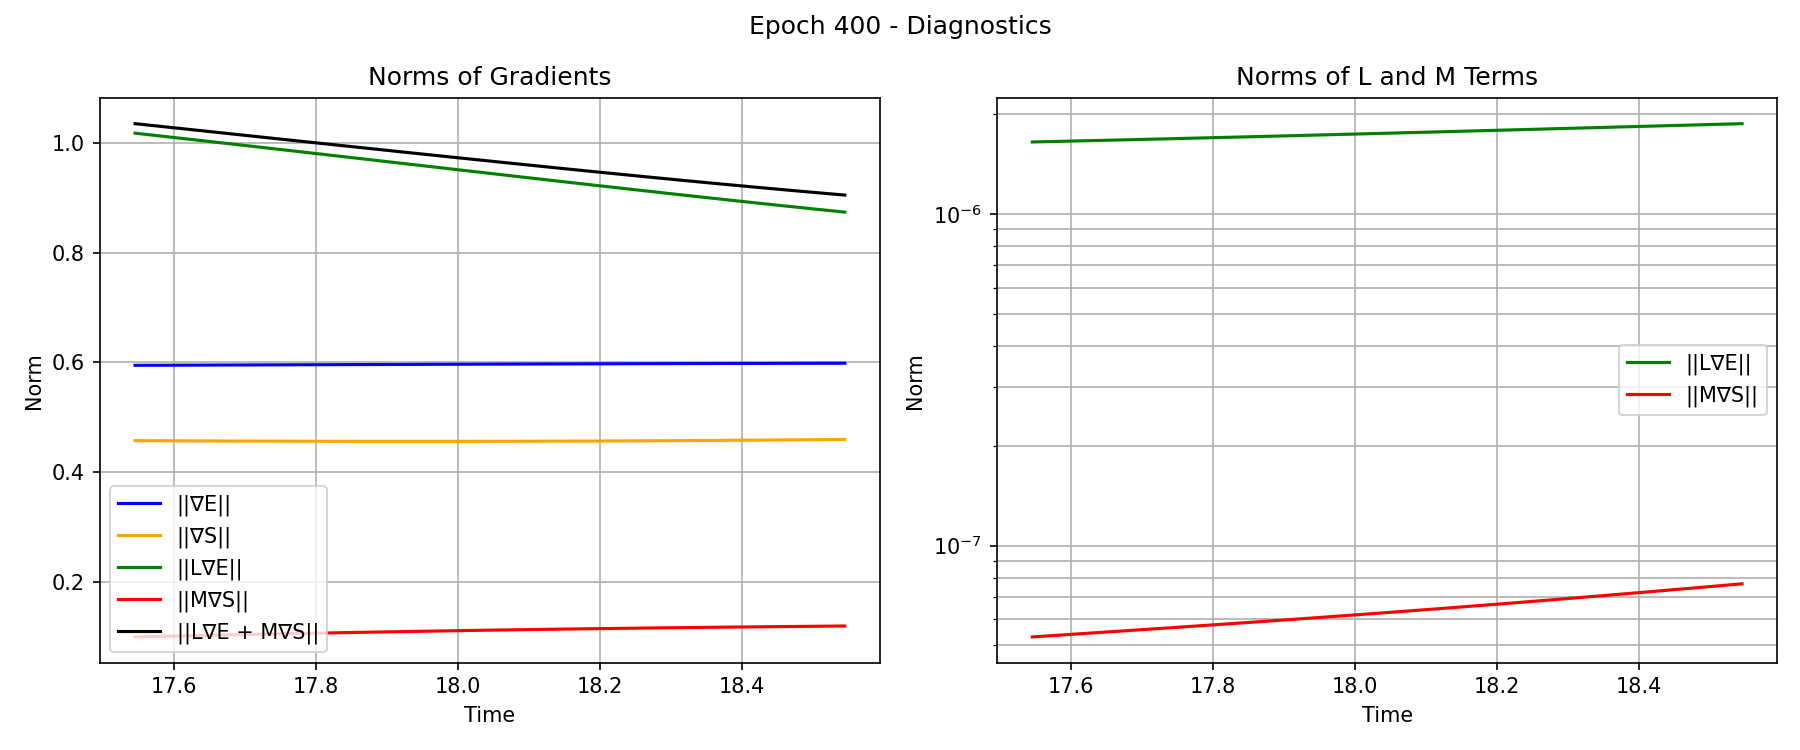 Epoch 400 - Diagnostics
Norms of Gradients
Norm
1.0
0.8
0.6
0.4
0.2
||∇E||
||∇S||
||L∇E||
||M∇S||
||L∇E + M∇S||
17.6 17.8 18.0 18.2 18.4
Time
Norms of L and M Terms
Norm
10⁻⁶
10⁻⁷
||L∇E||
||M∇S||
17.6 17.8 18.0 18.2 18.4
Time